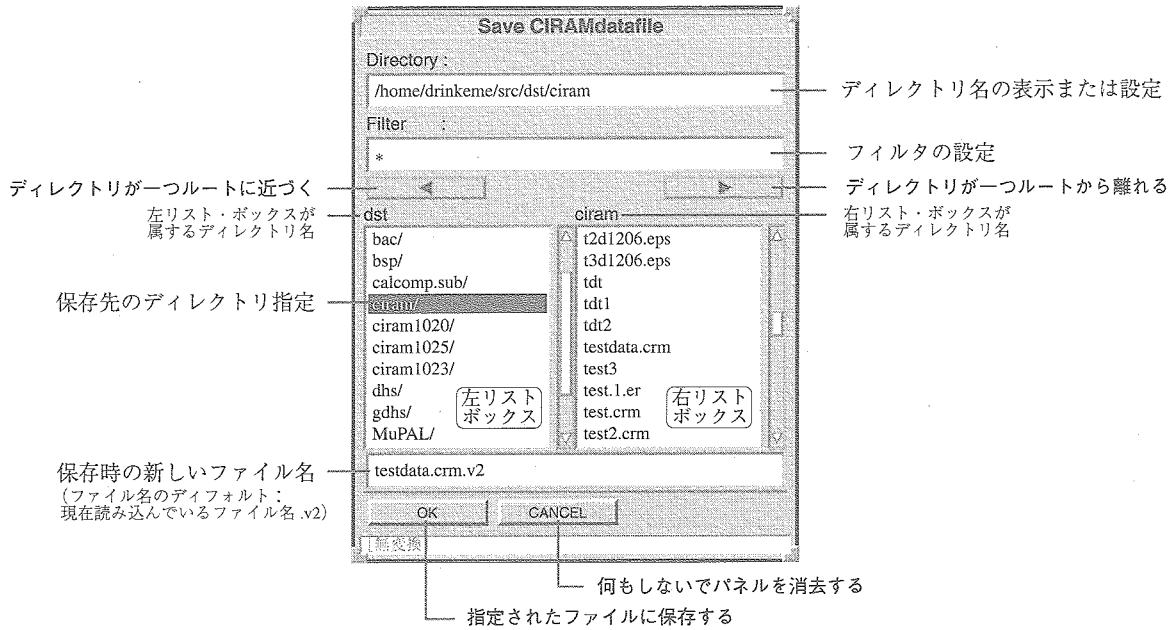 Save CIRAMdatafile
Directory :
/home/drinkeme/src/dst/ciram
ディレクトリ名の表示または設定
Filter :
*
フィルタの設定
ディレクトリが一つルートに近づく
◀
▶
ディレクトリが一つルートから離れる
左リスト・ボックスが
属するディレクトリ名
dst
ciram
右リスト・ボックスが
属するディレクトリ名
bac/
bsp/
calcomp.sub/
ciram/
ciram1020/
ciram1025/
ciram1023/
dhs/
gdhs/
MuPAL/
保存先のディレクトリ指定
左リスト
ボックス
t2d1206.eps
t3d1206.eps
tdt
tdt1
tdt2
testdata.crm
test3
test.1.er
test.crm
test2.crm
右リスト
ボックス
保存時の新しいファイル名
(ファイル名のディフォルト:
現在読み込んでいるファイル名.v2)
testdata.crm.v2
OK
CANCEL
[無変換]
何もしないでパネルを消去する
指定されたファイルに保存する